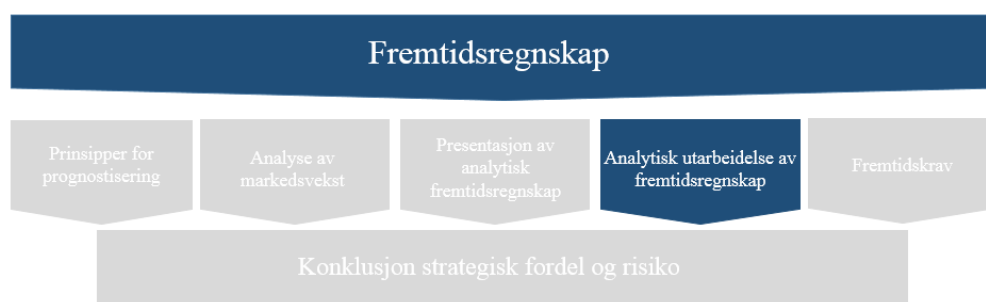 Fremtidsregnskap
Prinsipper for
prognostisering
Analyse av
markedsvekst
Presentasjon av
analytisk
fremtidsregnskap
Analytisk utarbeidelse av
fremtidsregnskap
Fremtidskrav
Konklusjon strategisk fordel og risiko